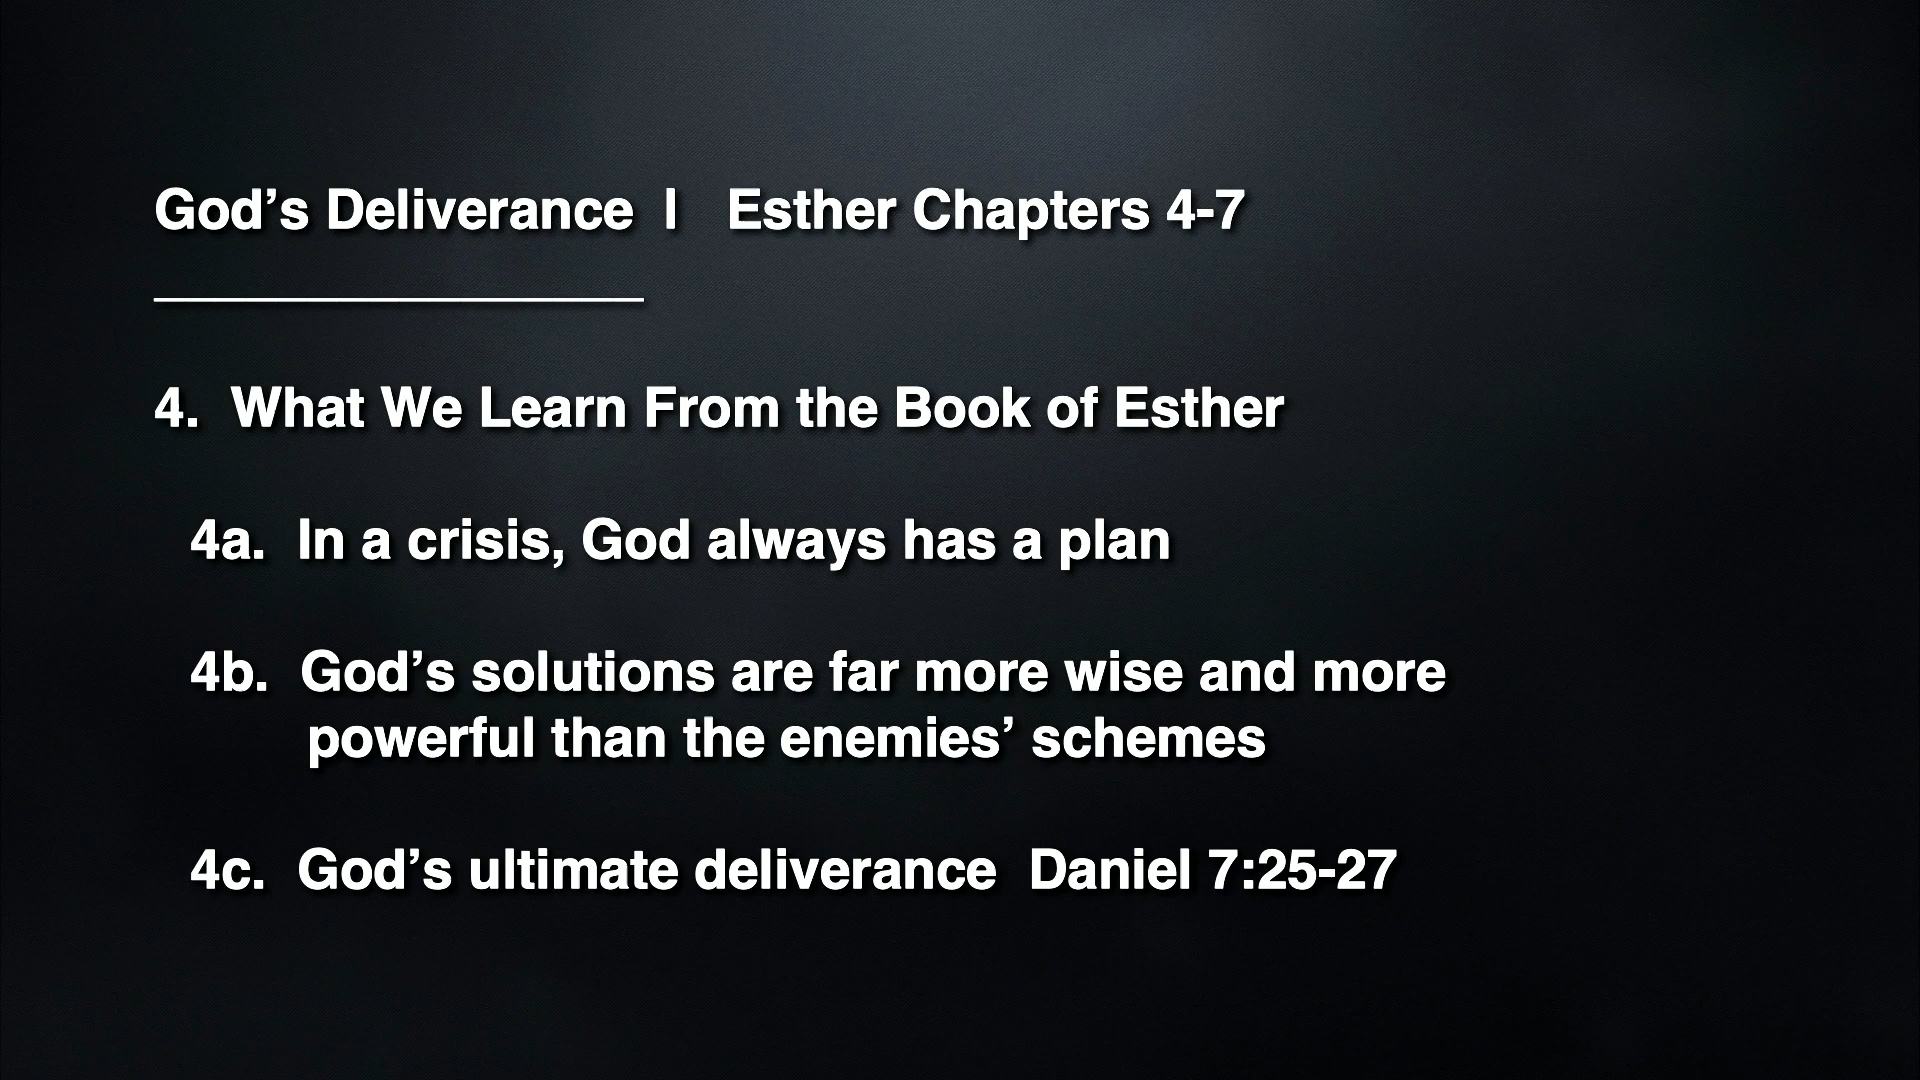 God’s Deliverance | Esther Chapters 4-7
4. What We Learn From the Book of Esther
4a. In a crisis, God always has a plan
4b. God’s solutions are far more wise and more
powerful than the enemies’ schemes
4c. God’s ultimate deliverance Daniel 7:25-27